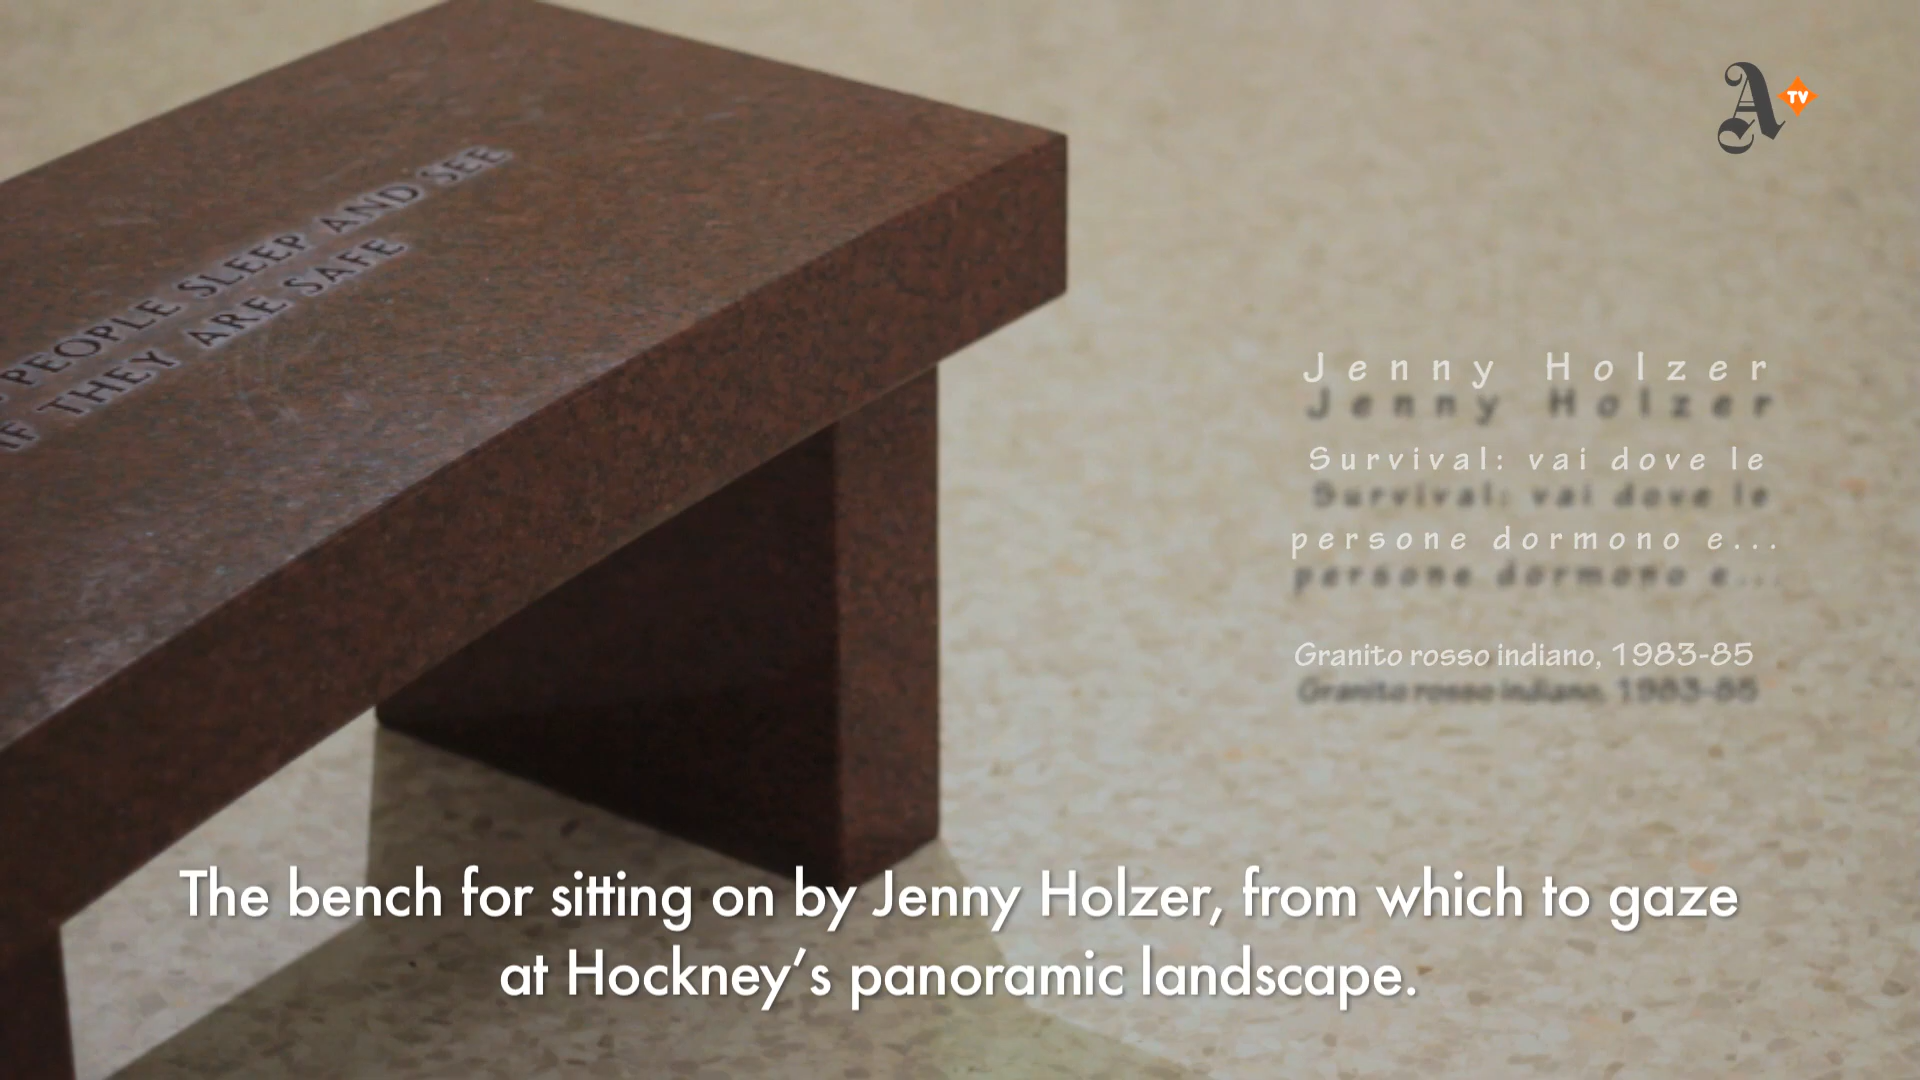 A TV
PEOPLE SLEEP AND SEE
IF THEY ARE SAFE
Jenny Holzer
Survival: vai dove le
persone dormono e...
Granito rosso indiano, 1983-85
The bench for sitting on by Jenny Holzer, from which to gaze
at Hockney's panoramic landscape.